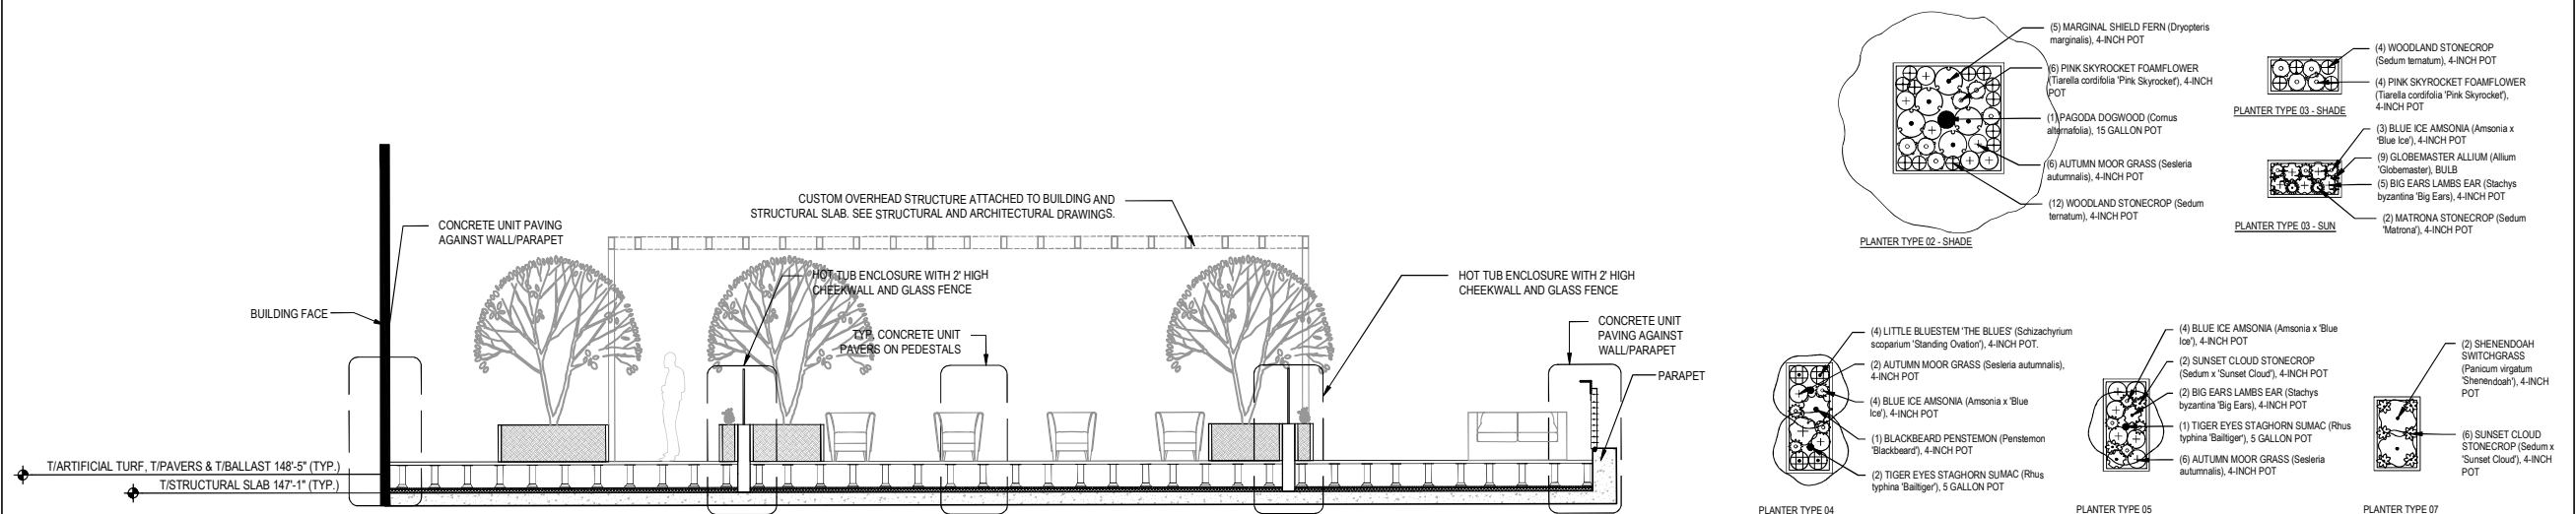 CUSTOM OVERHEAD STRUCTURE ATTACHED TO BUILDING AND
STRUCTURAL SLAB. SEE STRUCTURAL AND ARCHITECTURAL DRAWINGS.
CONCRETE UNIT PAVING
AGAINST WALL/PARAPET
BUILDING FACE
HOT TUB ENCLOSURE WITH 2' HIGH
CHEEKWALL AND GLASS FENCE
TYP. CONCRETE UNIT
PAVERS ON PEDESTALS
HOT TUB ENCLOSURE WITH 2' HIGH
CHEEKWALL AND GLASS FENCE
CONCRETE UNIT
PAVING AGAINST
WALL/PARAPET
PARAPET
T/ARTIFICIAL TURF, T/PAVERS & T/BALLAST 148'-5" (TYP.)
T/STRUCTURAL SLAB 147'-1" (TYP.)
(5) MARGINAL SHIELD FERN (Dryopteris
marginalis), 4-INCH POT
(6) PINK SKYROCKET FOAMFLOWER
(Tiarella cordifolia 'Pink Skyrocket'), 4-INCH
POT
(1) PAGODA DOGWOOD (Cornus
alternafolia), 15 GALLON POT
(6) AUTUMN MOOR GRASS (Sesleria
autumnalis), 4-INCH POT
(12) WOODLAND STONECROP (Sedum
ternatum), 4-INCH POT
PLANTER TYPE 02 - SHADE
(4) WOODLAND STONECROP
(Sedum ternatum), 4-INCH POT
(4) PINK SKYROCKET FOAMFLOWER
(Tiarella cordifolia 'Pink Skyrocket'),
4-INCH POT
PLANTER TYPE 03 - SHADE
(3) BLUE ICE AMSONIA (Amsonia x
'Blue Ice'), 4-INCH POT
(9) GLOBEMASTER ALLIUM (Allium
'Globemaster), BULB
(5) BIG EARS LAMBS EAR (Stachys
byzantina 'Big Ears), 4-INCH POT
(2) MATRONA STONECROP (Sedum
'Matrona'), 4-INCH POT
PLANTER TYPE 03 - SUN
(4) LITTLE BLUESTEM 'THE BLUES' (Schizachyrium
scoparium 'Standing Ovation'), 4-INCH POT.
(2) AUTUMN MOOR GRASS (Sesleria autumnalis),
4-INCH POT
(4) BLUE ICE AMSONIA (Amsonia x 'Blue
Ice'), 4-INCH POT
(1) BLACKBEARD PENSTEMON (Penstemon
'Blackbeard'), 4-INCH POT
(2) TIGER EYES STAGHORN SUMAC (Rhus
typhina 'Bailtiger'), 5 GALLON POT
PLANTER TYPE 04
(4) BLUE ICE AMSONIA (Amsonia x 'Blue
Ice'), 4-INCH POT
(2) SUNSET CLOUD STONECROP
(Sedum x 'Sunset Cloud'), 4-INCH POT
(2) BIG EARS LAMBS EAR (Stachys
byzantina 'Big Ears), 4-INCH POT
(1) TIGER EYES STAGHORN SUMAC (Rhus
typhina 'Bailtiger'), 5 GALLON POT
(6) AUTUMN MOOR GRASS (Sesleria
autumnalis), 4-INCH POT
PLANTER TYPE 05
(2) SHENENDOAH
SWITCHGRASS
(Panicum virgatum
'Shenendoah'), 4-INCH
POT
(6) SUNSET CLOUD
STONECROP (Sedum x
'Sunset Cloud'), 4-INCH
POT
PLANTER TYPE 07